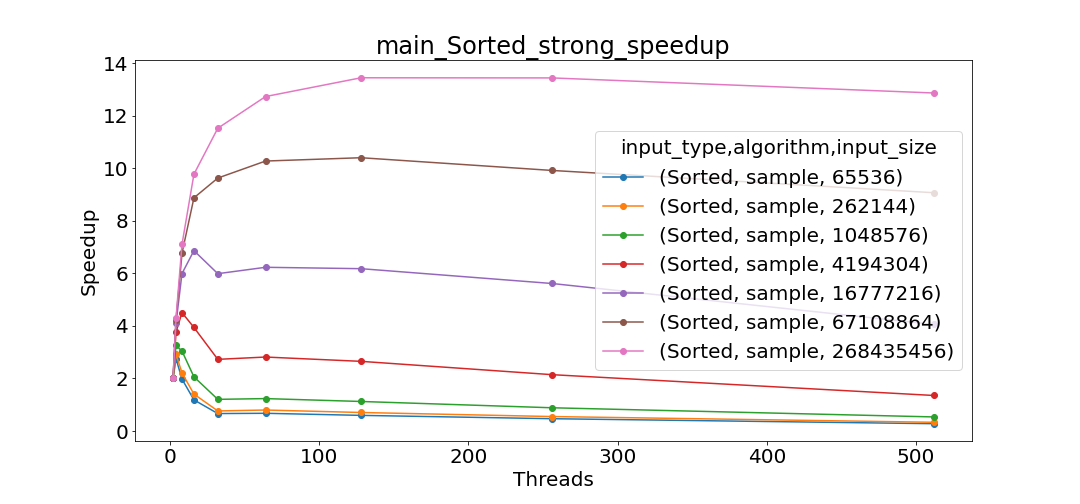 main_Sorted_strong_speedup
14
12
10
8
6
4
2
0
Speedup
input_type,algorithm,input_size
(Sorted, sample, 65536)
(Sorted, sample, 262144)
(Sorted, sample, 1048576)
(Sorted, sample, 4194304)
(Sorted, sample, 16777216)
(Sorted, sample, 67108864)
(Sorted, sample, 268435456)
0 100 200 300 400 500
Threads